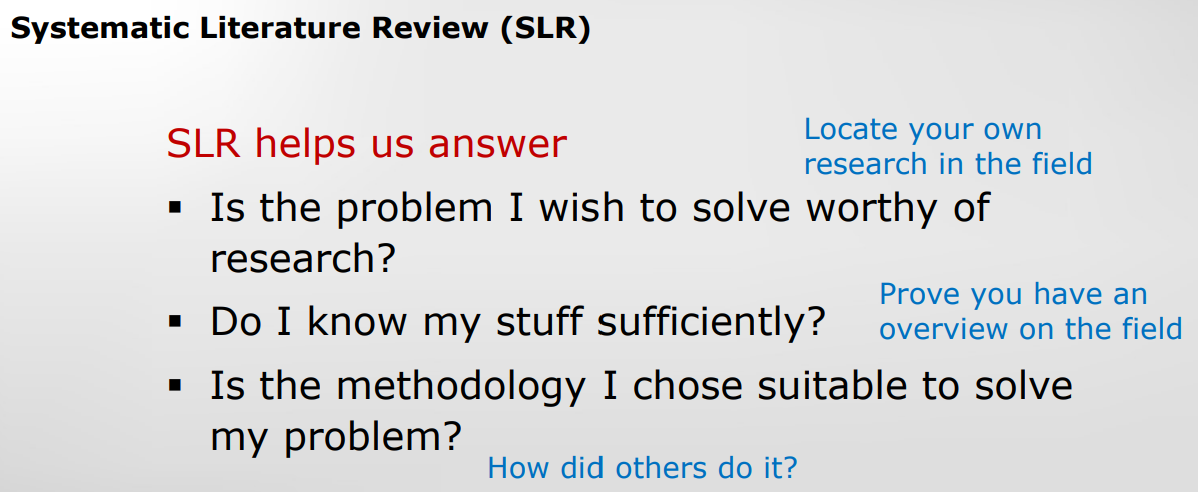 Systematic Literature Review (SLR)
SLR helps us answer
Locate your own
research in the field
▪ Is the problem I wish to solve worthy of
research?
▪ Do I know my stuff sufficiently?
Prove you have an
overview on the field
▪ Is the methodology I chose suitable to solve
my problem?
How did others do it?